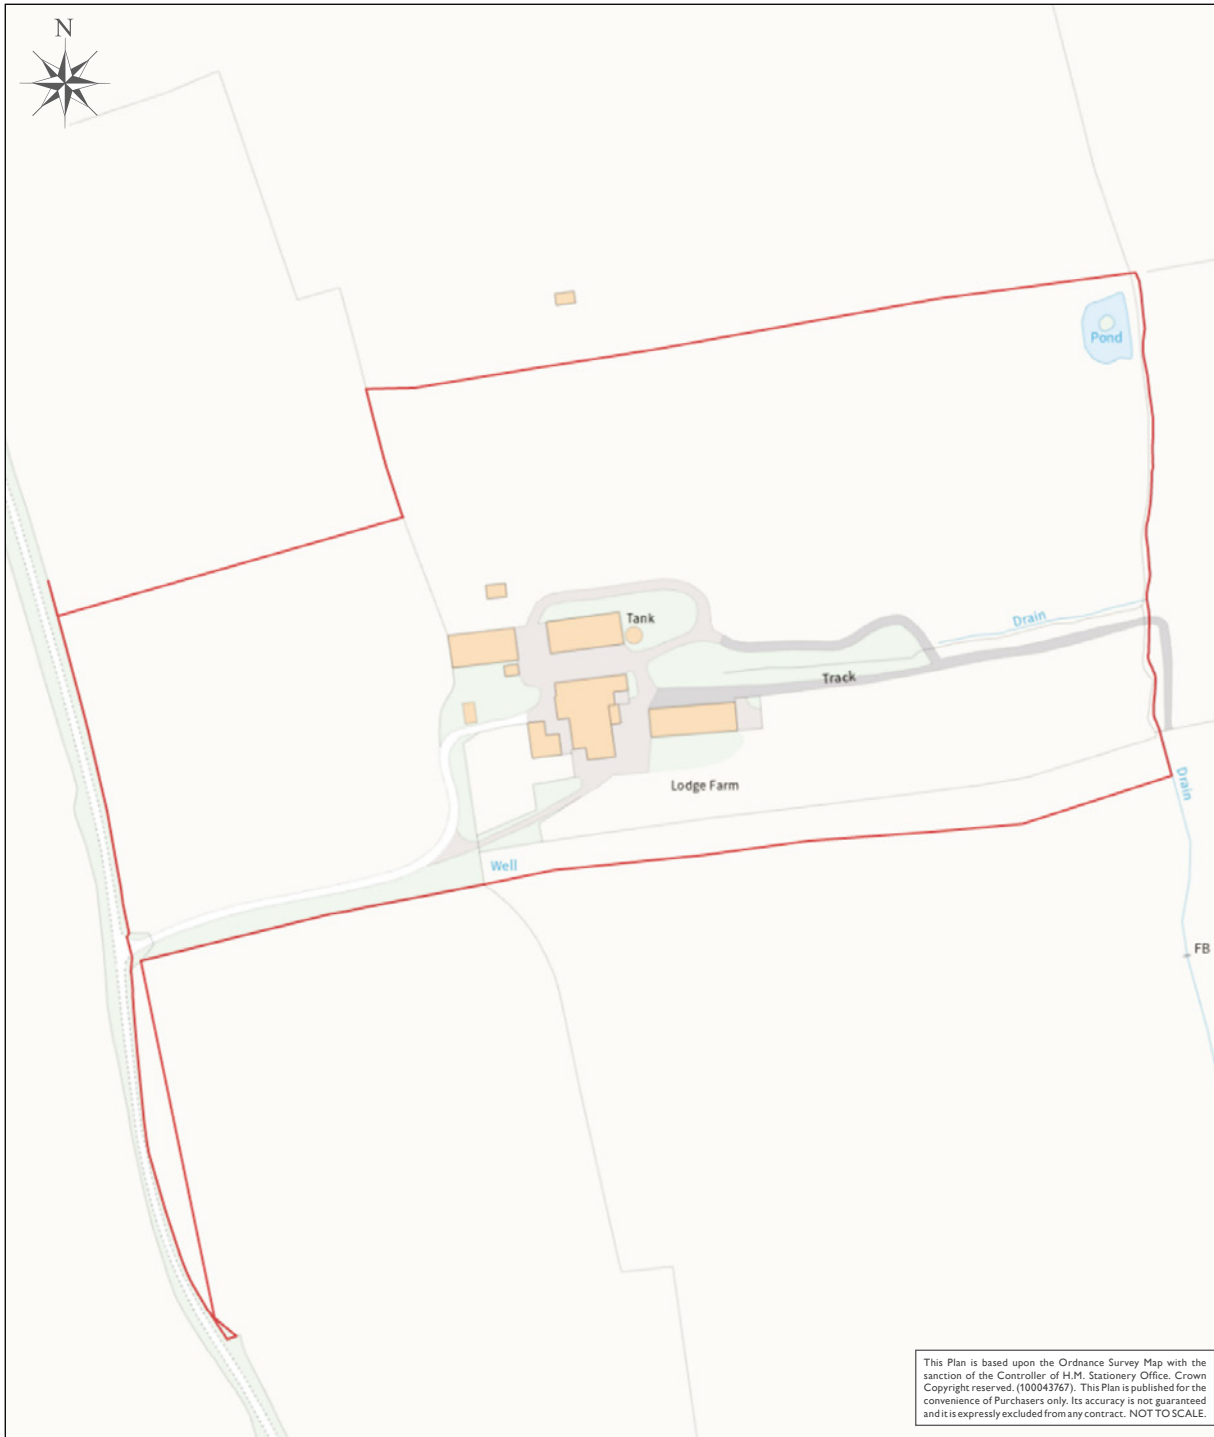 N
Pond
Tank
Drain
Track
Lodge Farm
Drain
Well
FB
This Plan is based upon the Ordnance Survey Map with the
sanction of the Controller of H.M. Stationery Office. Crown
Copyright reserved. (100043767). This Plan is published for the
convenience of Purchasers only. Its accuracy is not guaranteed
and it is expressly excluded from any contract. NOT TO SCALE.